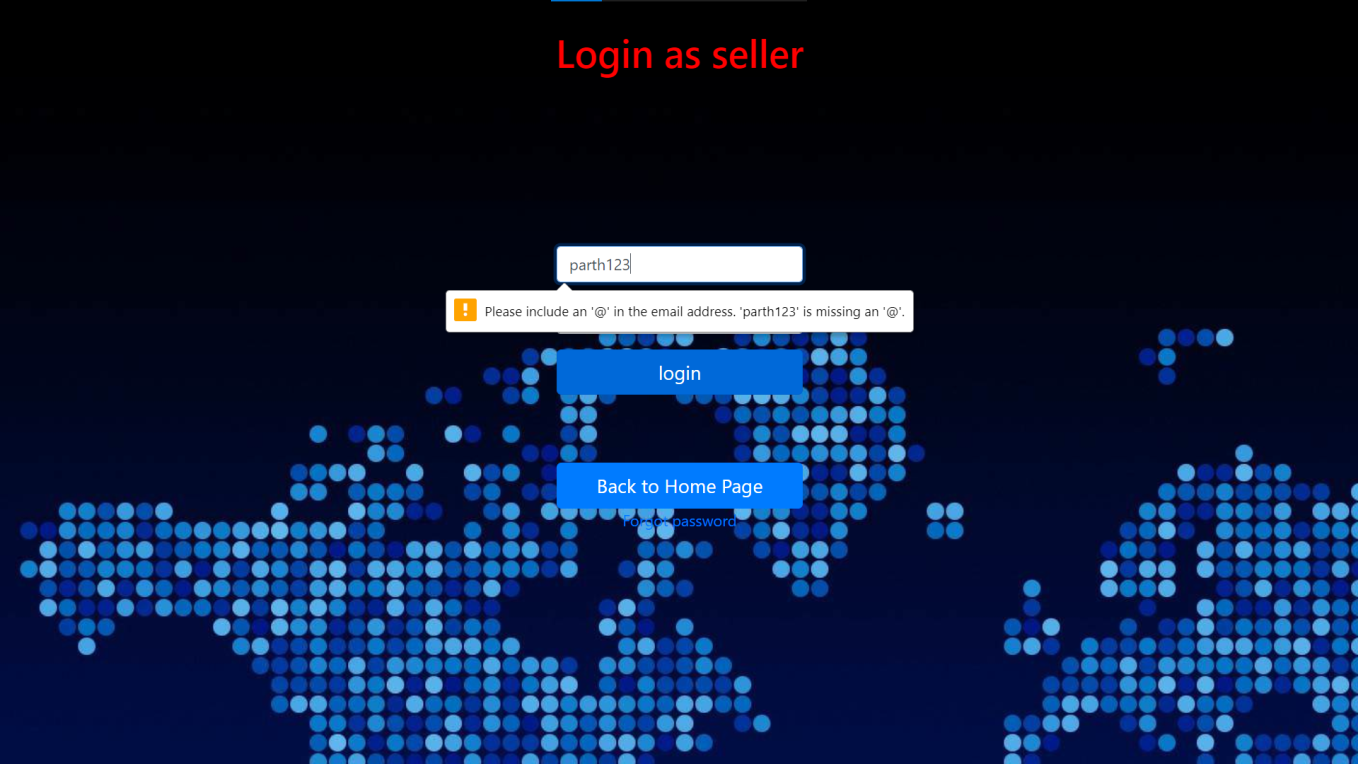 Login as seller
parth123
Please include an '@' in the email address. 'parth123' is missing an '@'.
login
Back to Home Page
Forgot password